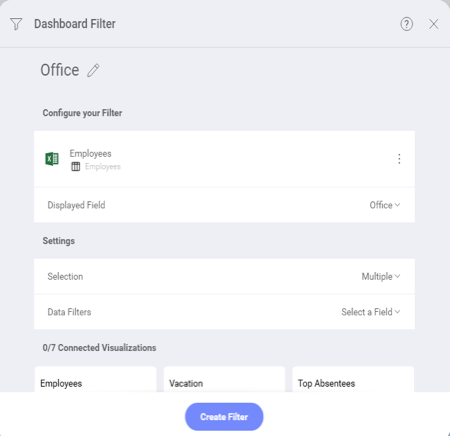 Dashboard Filter
Office
Configure your Filter
Employees
Employees
Displayed Field Office
Settings
Selection Multiple
Data Filters Select a Field
0/7 Connected Visualizations
Employees Vacation Top Absentees
Create Filter